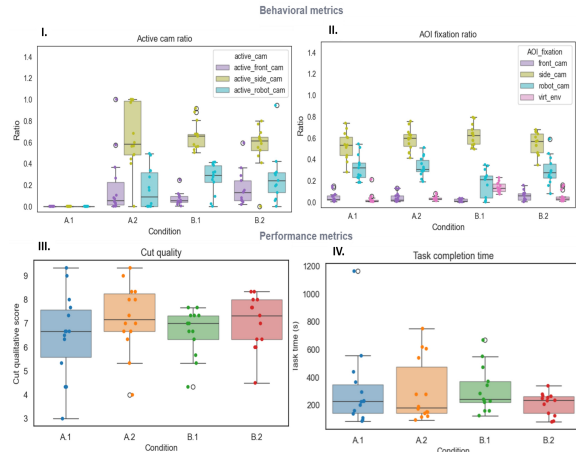 Behavioral metrics
I.
Active cam ratio
active_cam
active_front_cam
active_side_cam
active_robot_cam
1.4
1.2
1.0
0.8
0.6
0.4
0.2
0.0
Ratio
A.1 A.2 B.1 B.2
Condition
II.
AOI fixation ratio
AOI_fixation
front_cam
side_cam
robot_cam
virt_env
1.4
1.2
1.0
0.8
0.6
0.4
0.2
0.0
Ratio
A.1 A.2 B.1 B.2
Condition
Performance metrics
III.
Cut quality
9
8
7
6
5
4
3
Cut qualitative score
A.1 A.2 B.1 B.2
Condition
IV.
Task completion time
1200
1000
800
600
400
200
Task time (s)
A.1 A.2 B.1 B.2
Condition